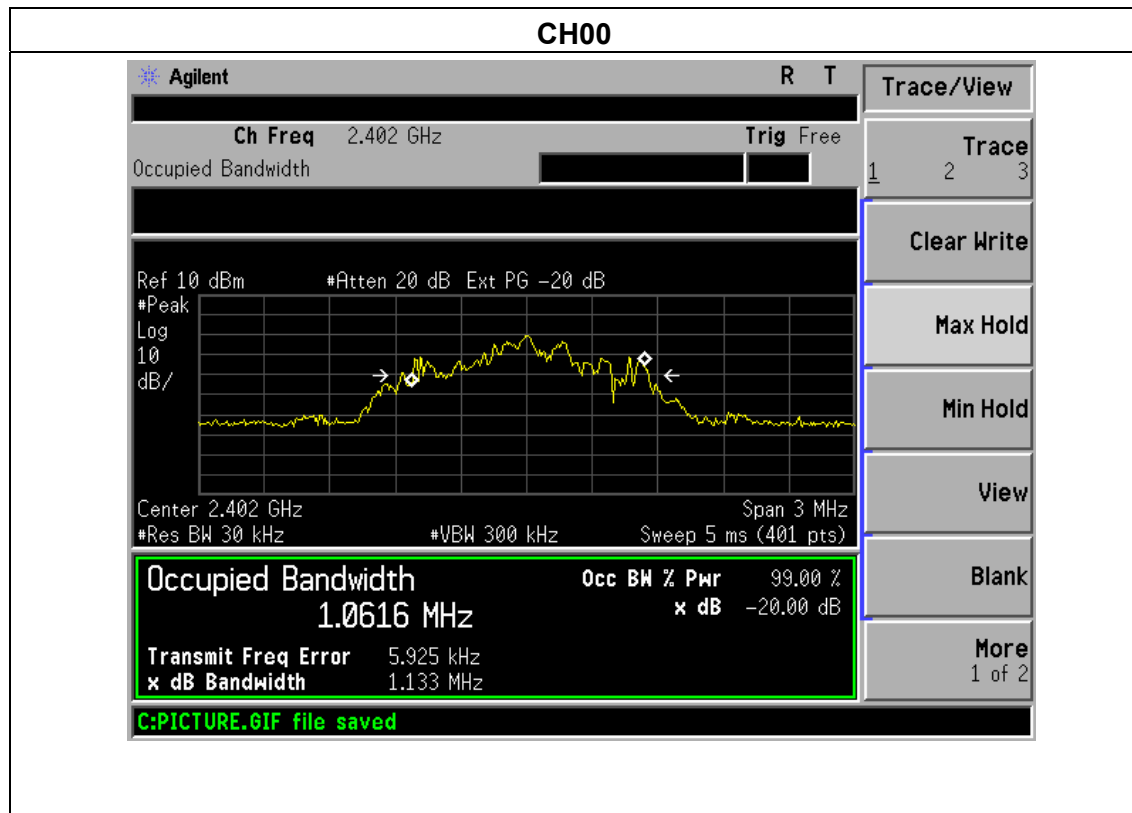 CH00
Agilent R T
Ch Freq 2.402 GHz Trig Free
Occupied Bandwidth
Ref 10 dBm #Atten 20 dB Ext PG -20 dB
#Peak
Log
10
dB/
Center 2.402 GHz Span 3 MHz
#Res BW 30 kHz #VBW 300 kHz Sweep 5 ms (401 pts)
Occupied Bandwidth Occ BW % Pwr 99.00 %
1.0616 MHz x dB -20.00 dB
Transmit Freq Error 5.925 kHz
x dB Bandwidth 1.133 MHz
C:PICTURE.GIF file saved
Trace/View
Trace
1 2 3
Clear Write
Max Hold
Min Hold
View
Blank
More
1 of 2